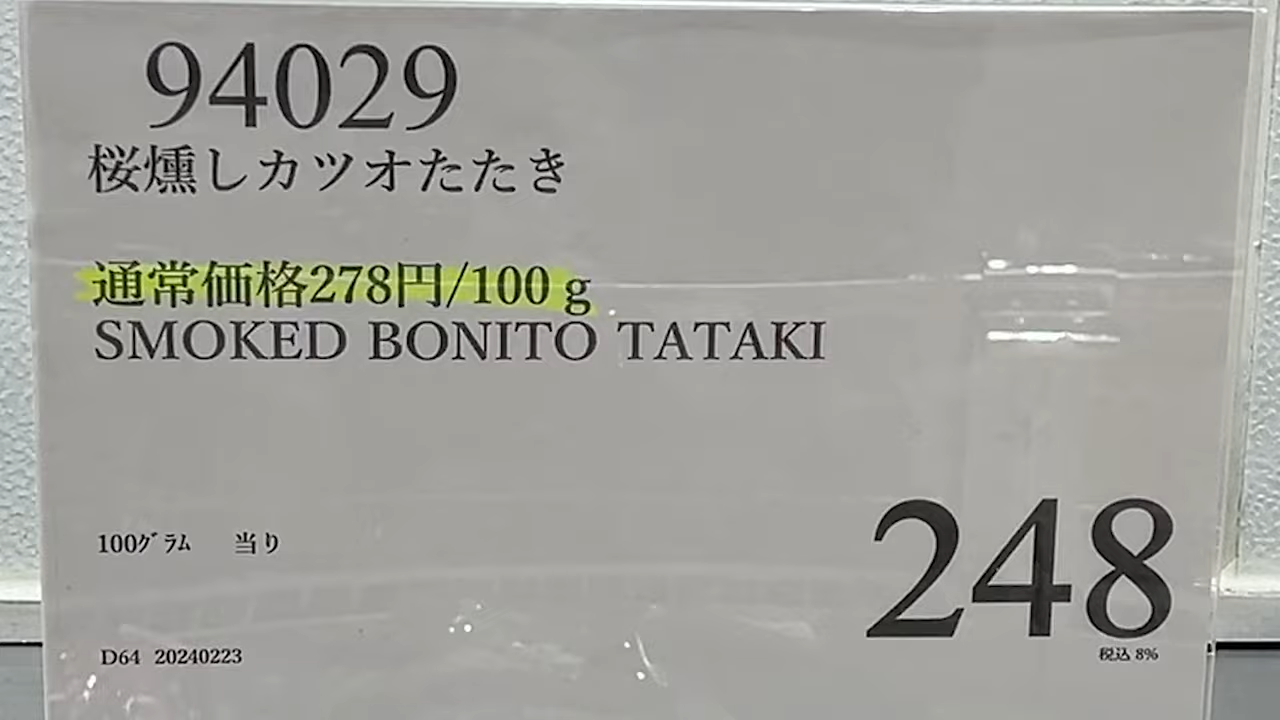 94029
桜燻しカツオたたき
通常価格278円/100 g
SMOKED BONITO TATAKI
100ｸﾞﾗﾑ 当り
248
税込 8%
D64 20240223